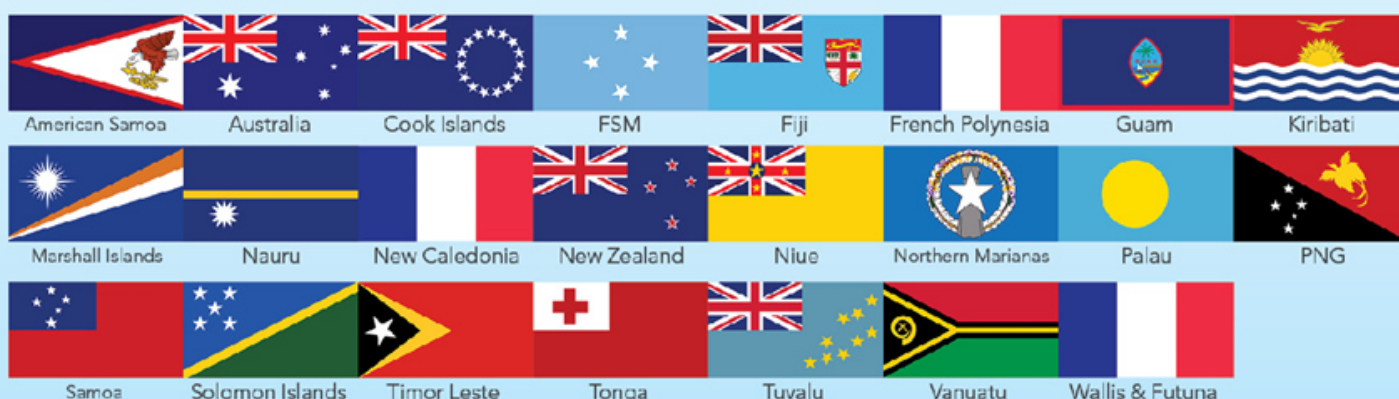 American Samoa Australia Cook Islands FSM Fiji French Polynesia Guam Kiribati
Marshall Islands Nauru New Caledonia New Zealand Niue Northern Marianas Palau PNG
Samoa Solomon Islands Timor Leste Tonga Tuvalu Vanuatu Wallis & Futuna